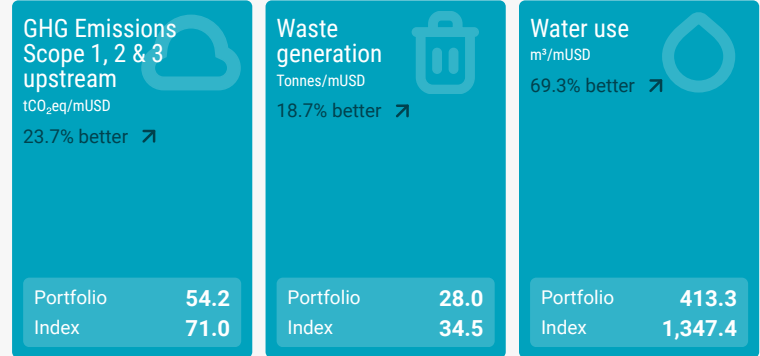 GHG Emissions
Scope 1, 2 & 3
upstream
tCO₂eq/mUSD
23.7% better
Portfolio 54.2
Index 71.0
Waste
generation
Tonnes/mUSD
18.7% better
Portfolio 28.0
Index 34.5
Water use
m³/mUSD
69.3% better
Portfolio 413.3
Index 1,347.4